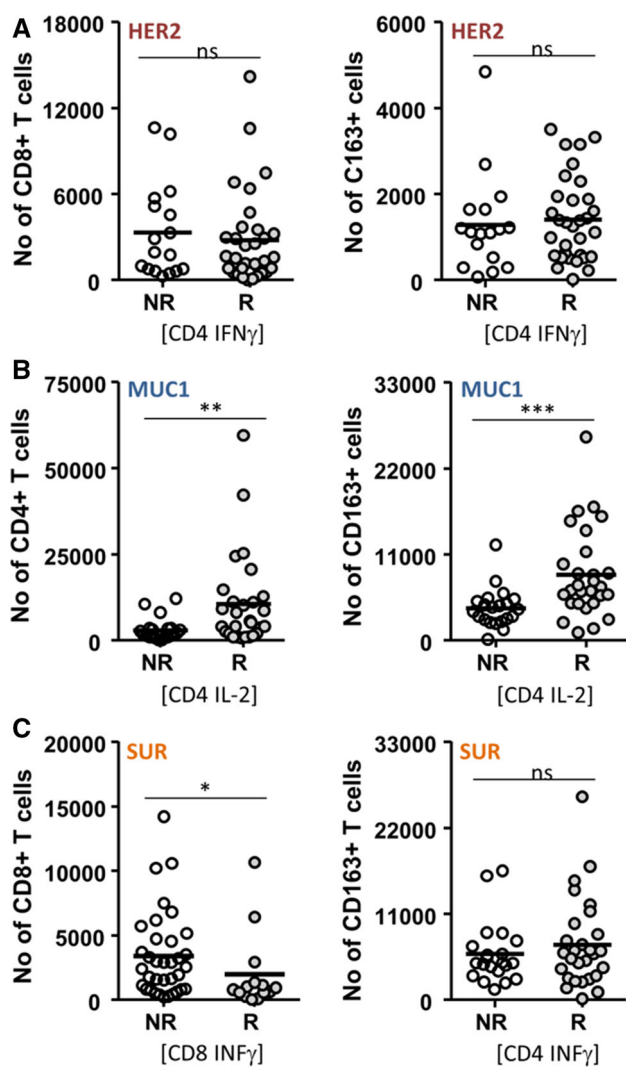 A
HER2
ns
No of CD8+ T cells
18000
12000
6000
0
NR R
[CD4 IFNγ]
HER2
ns
No of C163+ cells
6000
4000
2000
0
NR R
[CD4 IFNγ]
B
MUC1
**
No of CD4+ T cells
75000
50000
25000
0
NR R
[CD4 IL-2]
MUC1
***
No of CD163+ cells
33000
22000
11000
0
NR R
[CD4 IL-2]
C
SUR
*
No of CD8+ T cells
20000
15000
10000
5000
0
NR R
[CD8 INFγ]
SUR
ns
No of CD163+ T cells
33000
22000
11000
0
NR R
[CD4 INFγ]